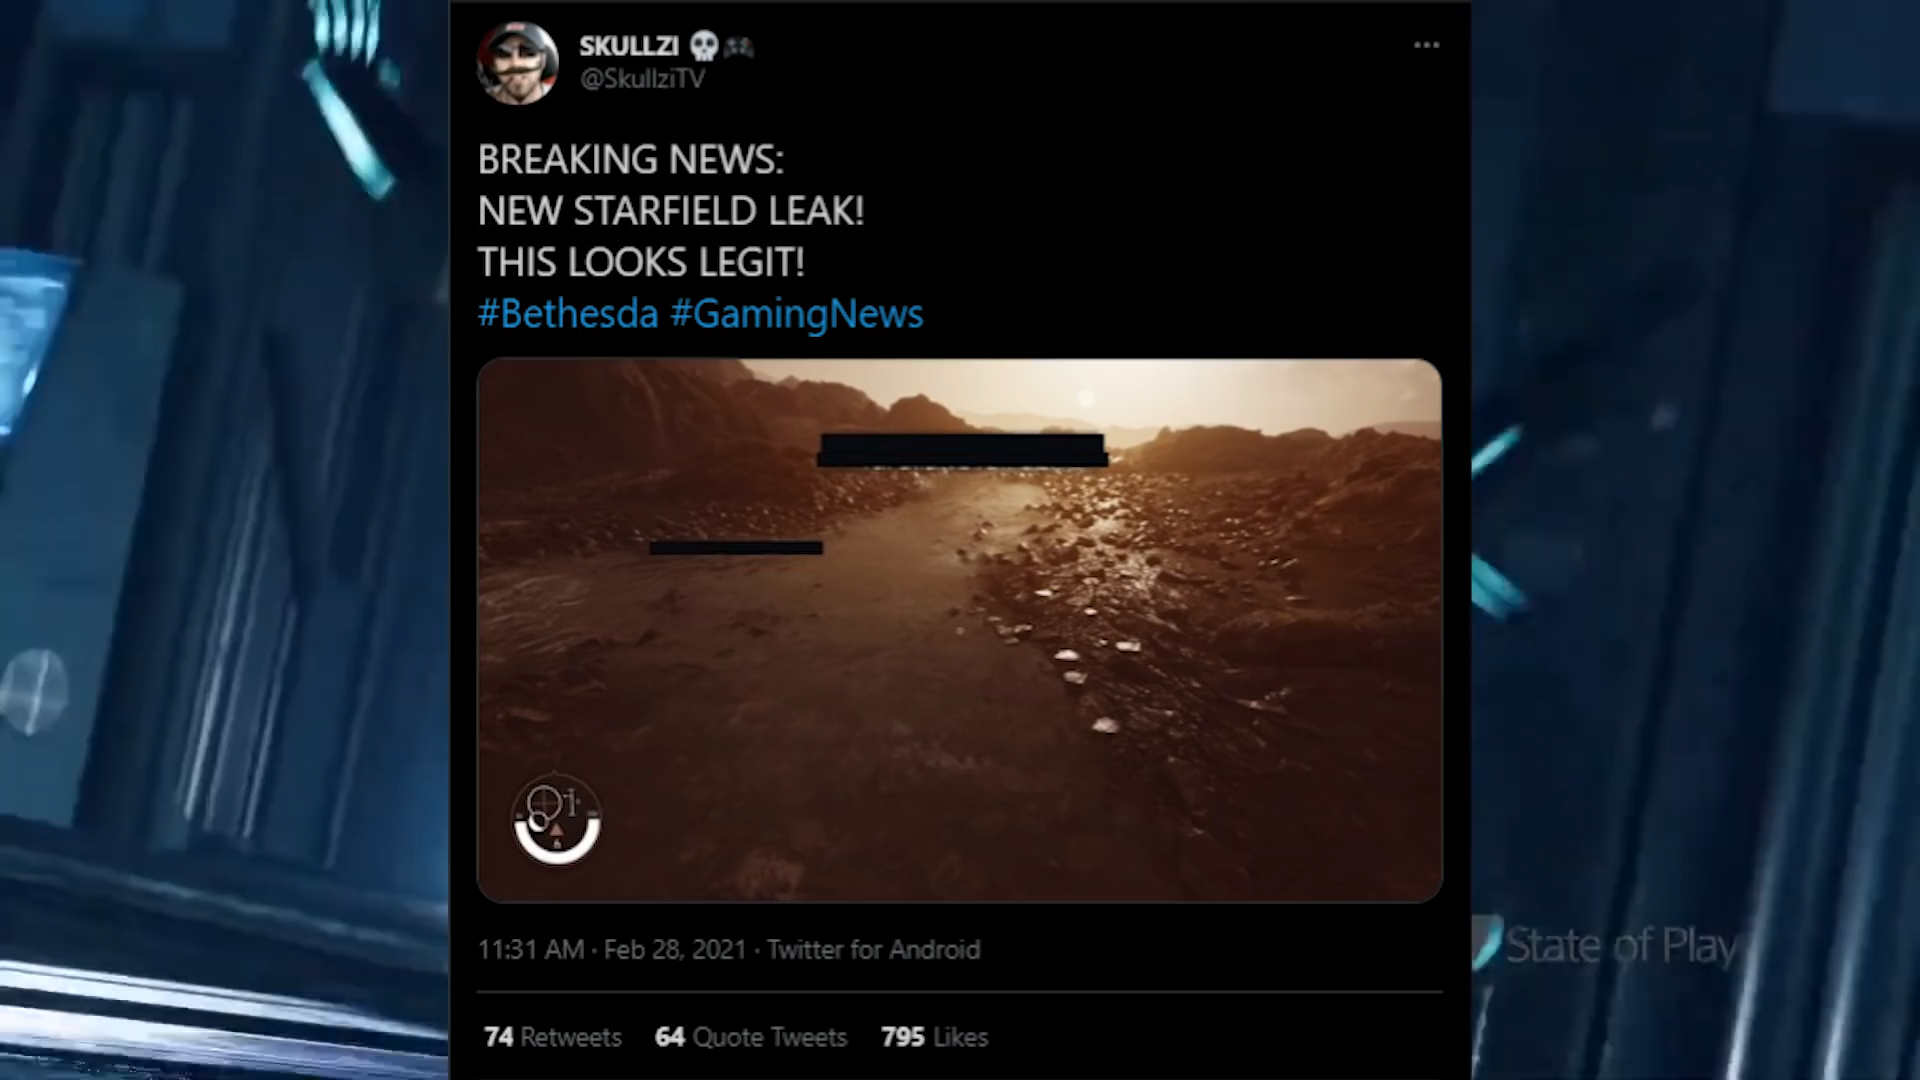 SKULLZI
@SkullziTV
BREAKING NEWS:
NEW STARFIELD LEAK!
THIS LOOKS LEGIT!
#Bethesda #GamingNews
6
11:31 AM · Feb 28, 2021 · Twitter for Android
State of Play
74 Retweets 64 Quote Tweets 795 Likes